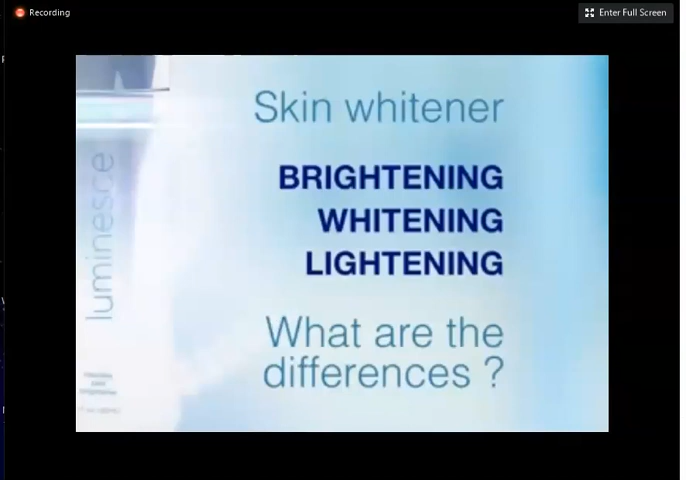 Recording
Enter Full Screen
Skin whitener
BRIGHTENING
WHITENING
LIGHTENING
luminesce
What are the
differences ?